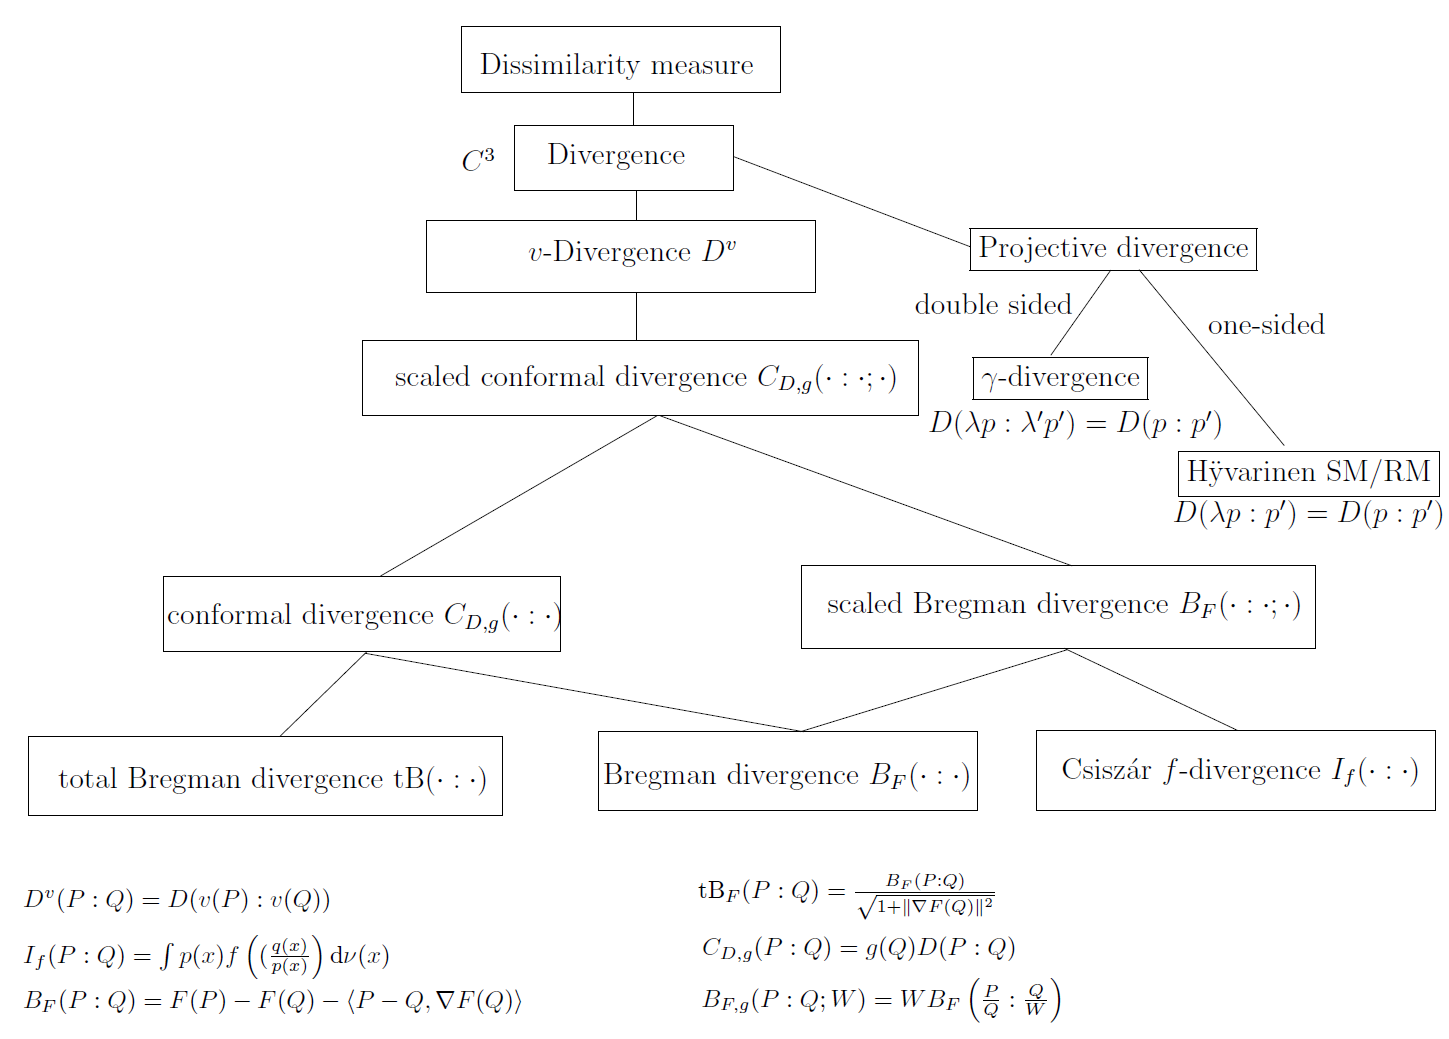 Dissimilarity measure
C³
Divergence
v-Divergence Dᵛ
Projective divergence
double sided
one-sided
scaled conformal divergence C_{D,g}(· : ·; ·)
γ-divergence
D(λp : λ′p′) = D(p : p′)
Hÿvarinen SM/RM
D(λp : p′) = D(p : p′)
conformal divergence C_{D,g}(· : ·)
scaled Bregman divergence B_F(· : ·; ·)
total Bregman divergence tB(· : ·)
Bregman divergence B_F(· : ·)
Csiszár f-divergence I_f(· : ·)
Dᵛ(P : Q) = D(v(P) : v(Q))
I_f(P : Q) = ∫ p(x)f((q(x)/p(x)) dν(x)
B_F(P : Q) = F(P) − F(Q) − ⟨P − Q, ∇F(Q)⟩
tB_F(P : Q) = B_F(P:Q)/√(1+‖∇F(Q)‖²)
C_{D,g}(P : Q) = g(Q)D(P : Q)
B_{F,g}(P : Q; W) = W B_F(P/Q : Q/W)